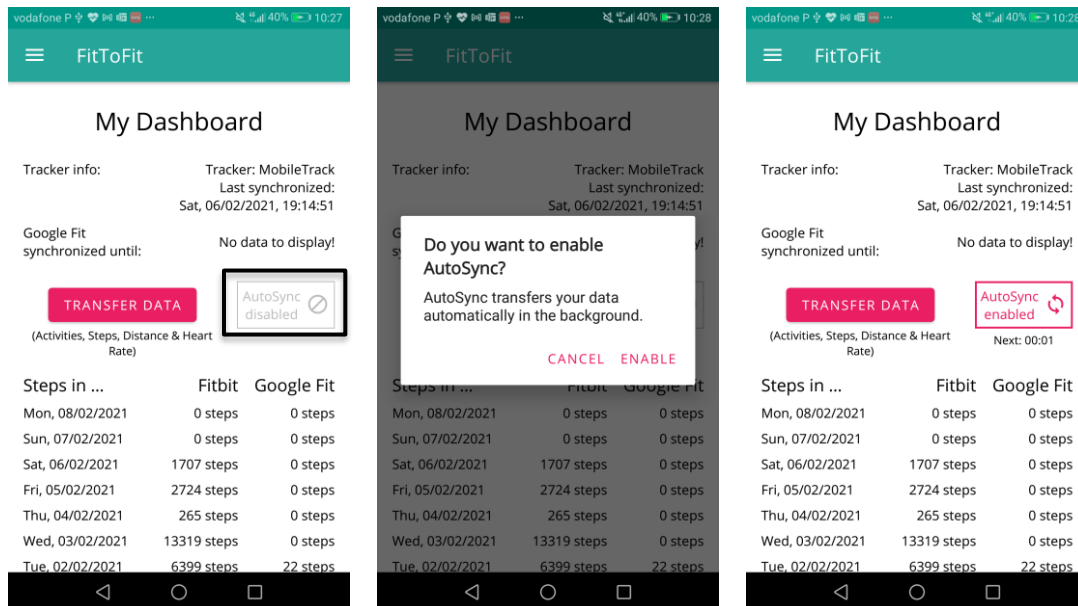 vodafone P 40% 10:27
FitToFit
My Dashboard
Tracker info: Tracker: MobileTrack
Last synchronized:
Sat, 06/02/2021, 19:14:51
Google Fit
synchronized until: No data to display!
TRANSFER DATA
AutoSync
disabled
(Activities, Steps, Distance & Heart
Rate)
Steps in ... Fitbit Google Fit
Mon, 08/02/2021 0 steps 0 steps
Sun, 07/02/2021 0 steps 0 steps
Sat, 06/02/2021 1707 steps 0 steps
Fri, 05/02/2021 2724 steps 0 steps
Thu, 04/02/2021 265 steps 0 steps
Wed, 03/02/2021 13319 steps 0 steps
Tue, 02/02/2021 6399 steps 22 steps
vodafone P 40% 10:28
FitToFit
My Dashboard
Tracker info: Tracker: MobileTrack
Last synchronized:
Sat, 06/02/2021, 19:14:51
Do you want to enable
AutoSync?
AutoSync transfers your data
automatically in the background.
CANCEL ENABLE
Steps in ... Fitbit Google Fit
Mon, 08/02/2021 0 steps 0 steps
Sun, 07/02/2021 0 steps 0 steps
Sat, 06/02/2021 1707 steps 0 steps
Fri, 05/02/2021 2724 steps 0 steps
Thu, 04/02/2021 265 steps 0 steps
Wed, 03/02/2021 13319 steps 0 steps
Tue, 02/02/2021 6399 steps 22 steps
vodafone P 40% 10:28
FitToFit
My Dashboard
Tracker info: Tracker: MobileTrack
Last synchronized:
Sat, 06/02/2021, 19:14:51
Google Fit
synchronized until: No data to display!
TRANSFER DATA
AutoSync
enabled
(Activities, Steps, Distance & Heart
Rate)
Next: 00:01
Steps in ... Fitbit Google Fit
Mon, 08/02/2021 0 steps 0 steps
Sun, 07/02/2021 0 steps 0 steps
Sat, 06/02/2021 1707 steps 0 steps
Fri, 05/02/2021 2724 steps 0 steps
Thu, 04/02/2021 265 steps 0 steps
Wed, 03/02/2021 13319 steps 0 steps
Tue, 02/02/2021 6399 steps 22 steps